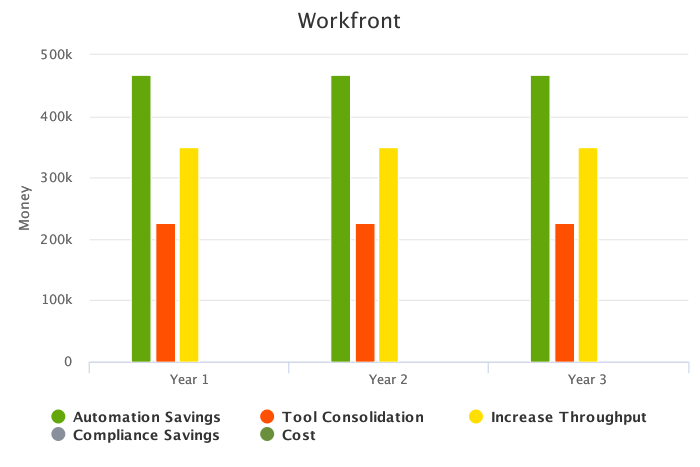 Workfront
500k
400k
300k
200k
100k
0
Money
Year 1 Year 2 Year 3
Automation Savings Tool Consolidation Increase Throughput
Compliance Savings Cost